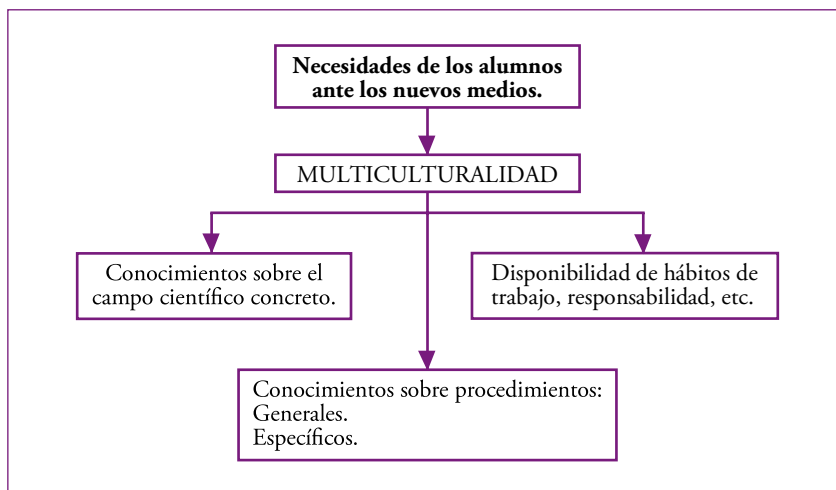 Necesidades de los alumnos
ante los nuevos medios.
MULTICULTURALIDAD
Conocimientos sobre el
campo científico concreto.
Disponibilidad de hábitos de
trabajo, responsabilidad, etc.
Conocimientos sobre procedimientos:
Generales.
Específicos.